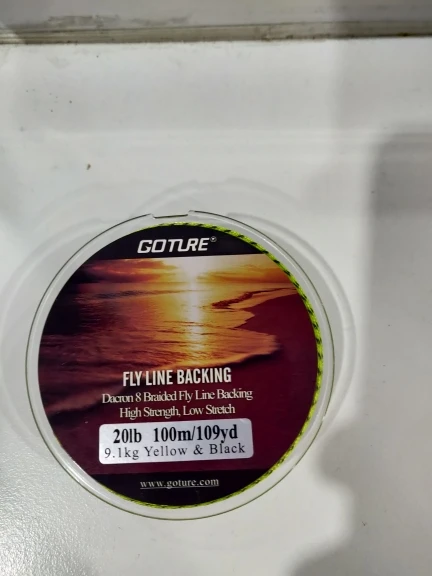 GOTURE®
FLY LINE BACKING
Dacron 8 Braided Fly Line Backing
High Strength, Low Stretch
20lb 100m/109yd
9.1kg Yellow & Black
www.goture.com